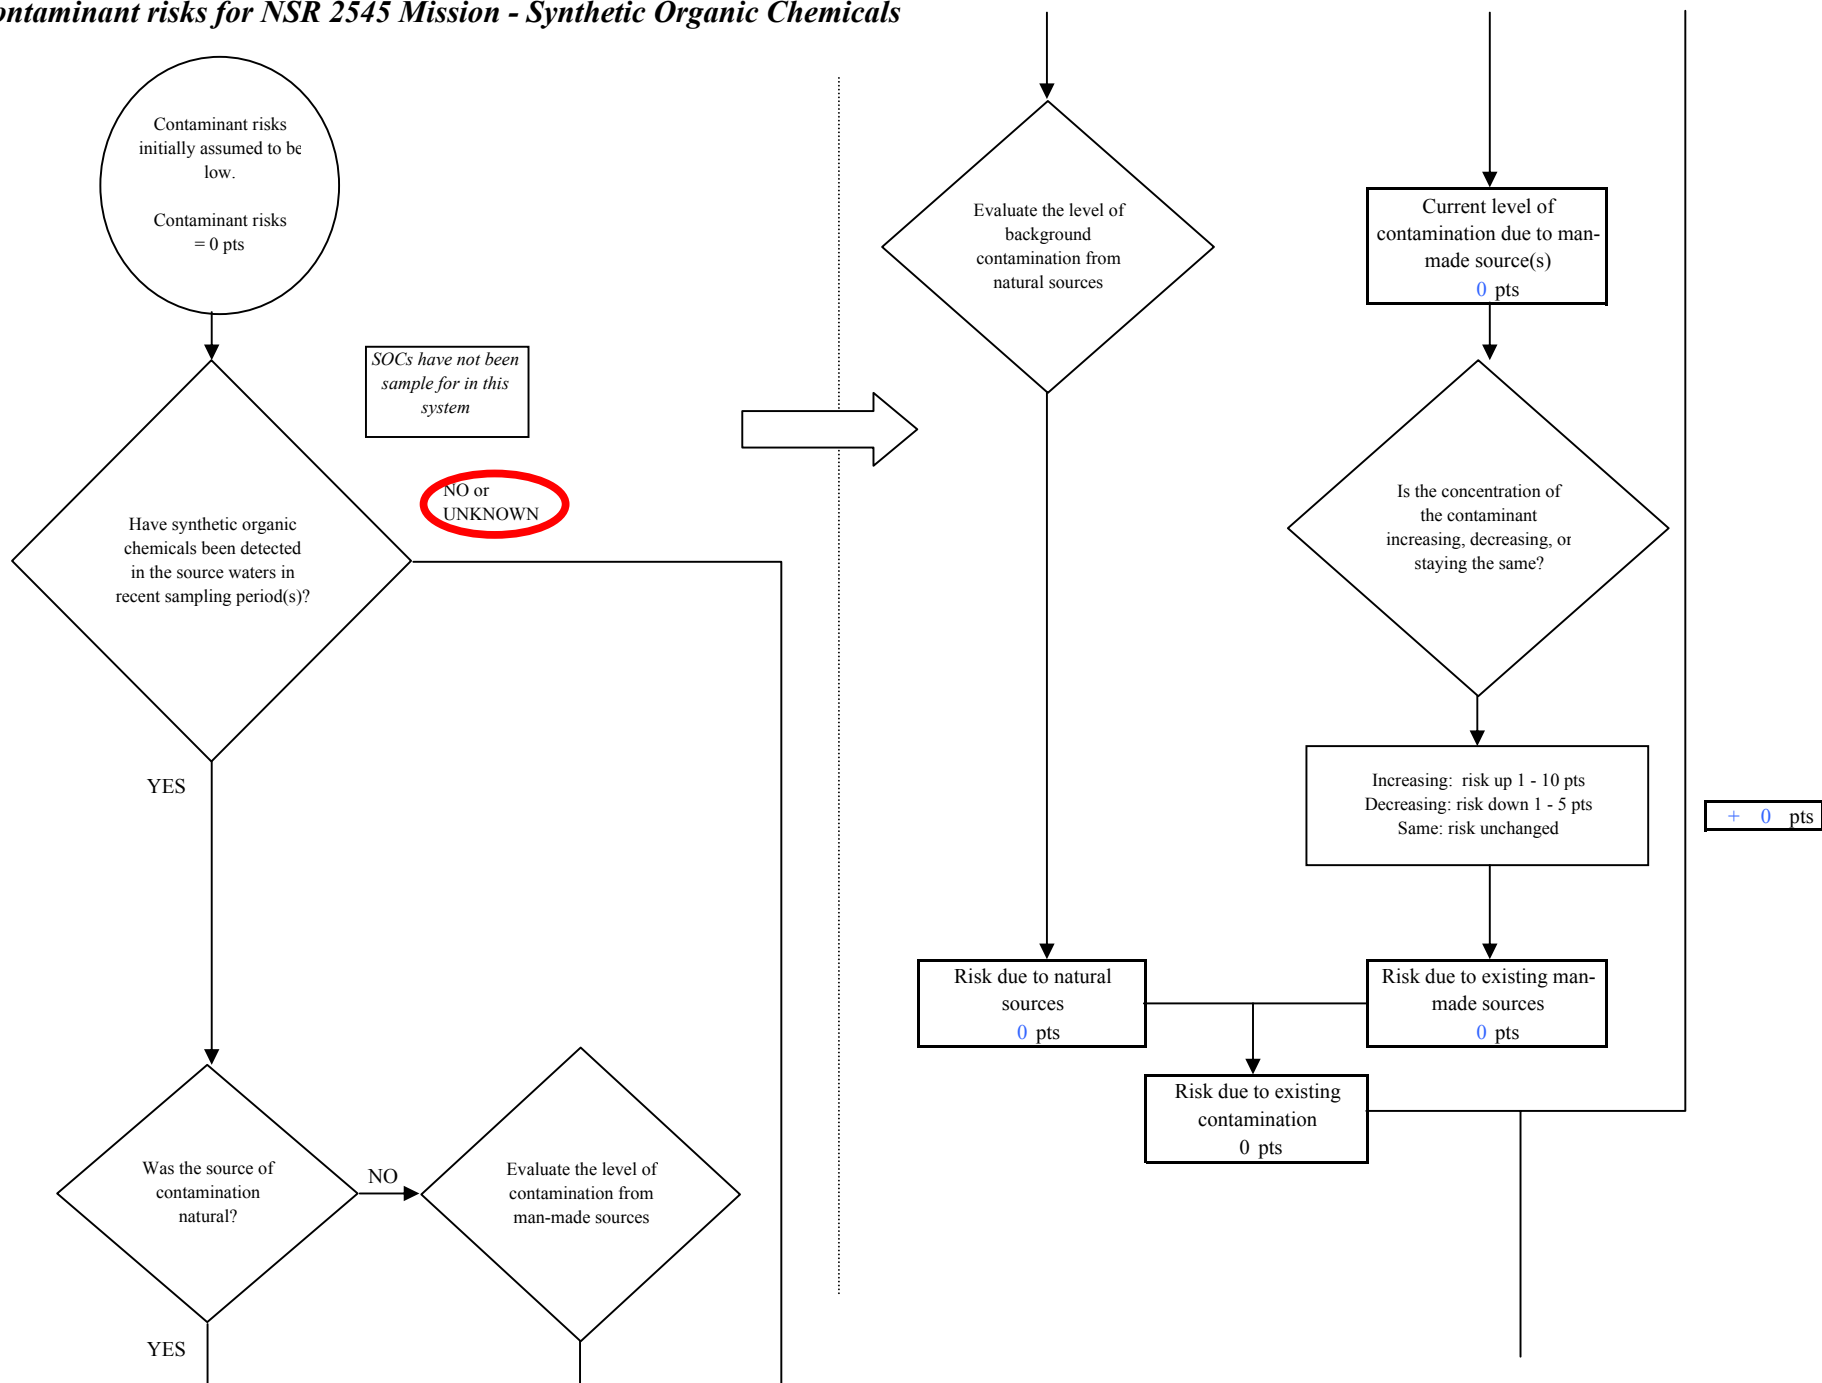 ontaminant risks for NSR 2545 Mission - Synthetic Organic Chemicals
Contaminant risks
initially assumed to be
low.
Contaminant risks
= 0 pts
SOCs have not been
sample for in this
system
NO or
UNKNOWN
Have synthetic organic
chemicals been detected
in the source waters in
recent sampling period(s)?
YES
Was the source of
contamination
natural?
NO
Evaluate the level of
contamination from
man-made sources
YES
Evaluate the level of
background
contamination from
natural sources
Current level of
contamination due to man-
made source(s)
0 pts
Is the concentration of
the contaminant
increasing, decreasing, or
staying the same?
Increasing: risk up 1 - 10 pts
Decreasing: risk down 1 - 5 pts
Same: risk unchanged
+ 0 pts
Risk due to natural
sources
0 pts
Risk due to existing man-
made sources
0 pts
Risk due to existing
contamination
0 pts